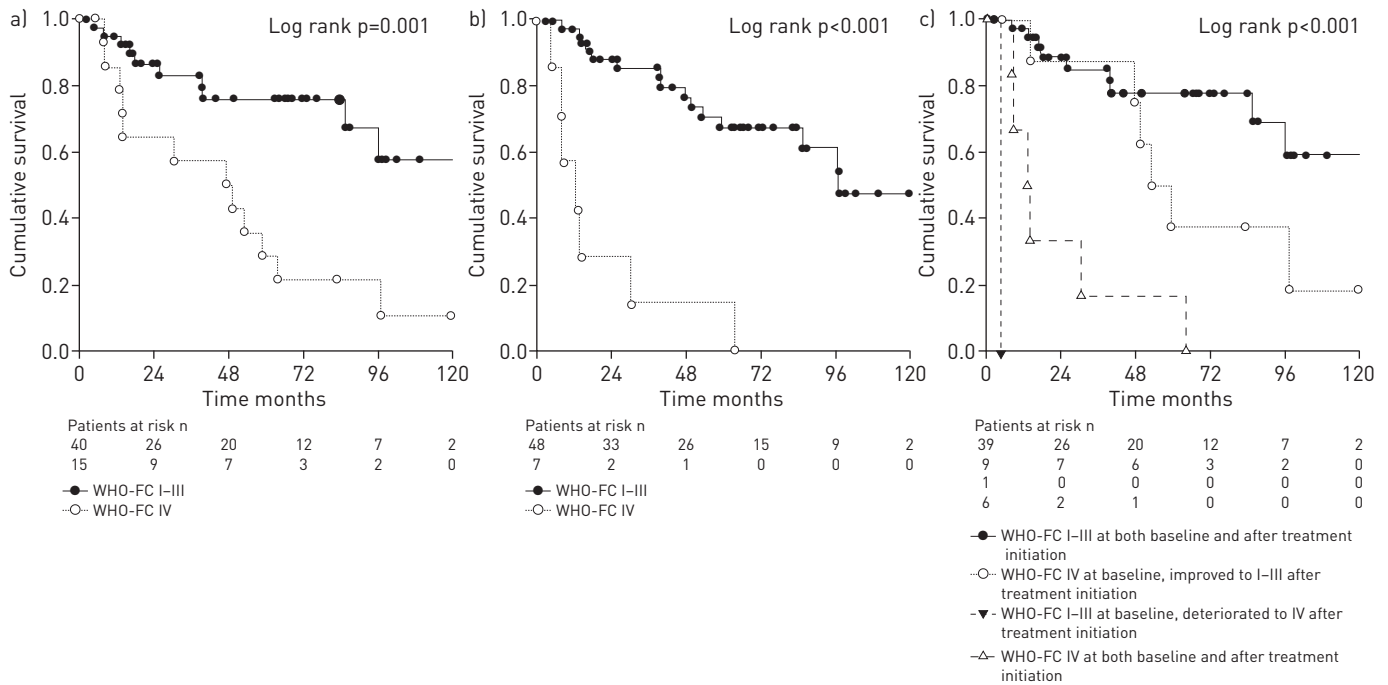 a)
Log rank p=0.001
Cumulative survival
1.0
0.8
0.6
0.4
0.2
0.0
0 24 48 72 96 120
Time months
Patients at risk n
40 26 20 12 7 2
15 9 7 3 2 0
WHO-FC I–III
WHO-FC IV
b)
Log rank p<0.001
Cumulative survival
1.0
0.8
0.6
0.4
0.2
0.0
0 24 48 72 96 120
Time months
Patients at risk n
48 33 26 15 9 2
7 2 1 0 0 0
WHO-FC I–III
WHO-FC IV
c)
Log rank p<0.001
Cumulative survival
1.0
0.8
0.6
0.4
0.2
0.0
0 24 48 72 96 120
Time months
Patients at risk n
39 26 20 12 7 2
9 7 6 3 2 0
1 0 0 0 0 0
6 2 1 0 0 0
WHO-FC I–III at both baseline and after treatment
initiation
WHO-FC IV at baseline, improved to I–III after
treatment initiation
WHO-FC I–III at baseline, deteriorated to IV after
treatment initiation
WHO-FC IV at both baseline and after treatment
initiation